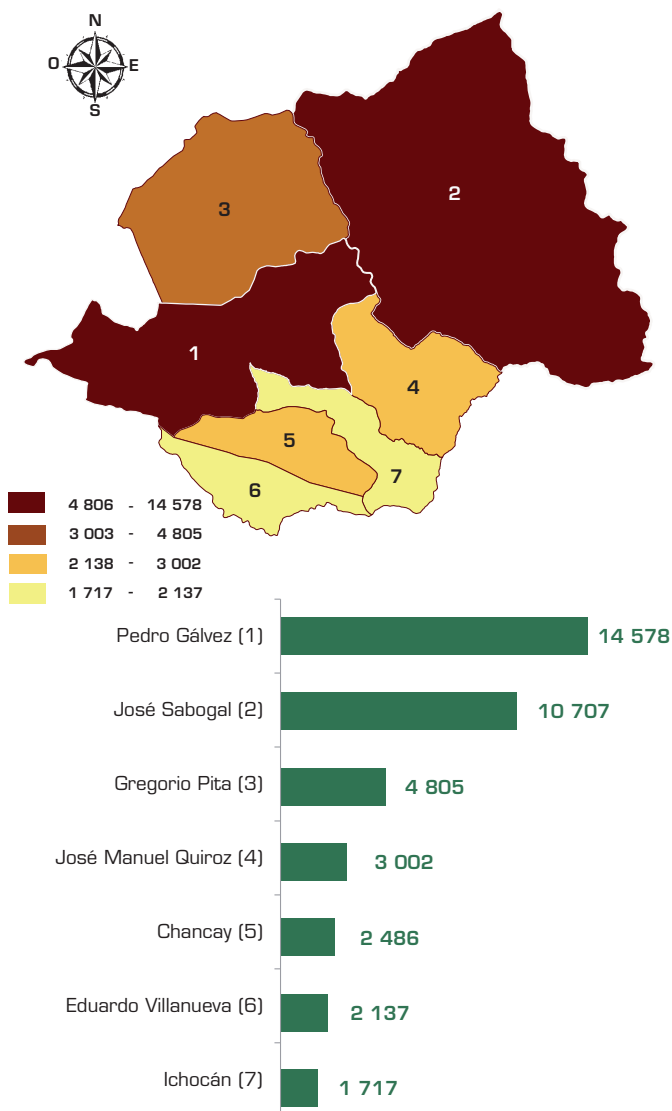 N
O E
S
2
3
1
4
5
7
6
4 806 - 14 578
3 003 - 4 805
2 138 - 3 002
1 717 - 2 137
Pedro Gálvez (1) 14 578
José Sabogal (2) 10 707
Gregorio Pita (3) 4 805
José Manuel Quiroz (4) 3 002
Chancay (5) 2 486
Eduardo Villanueva (6) 2 137
Ichocán (7) 1 717